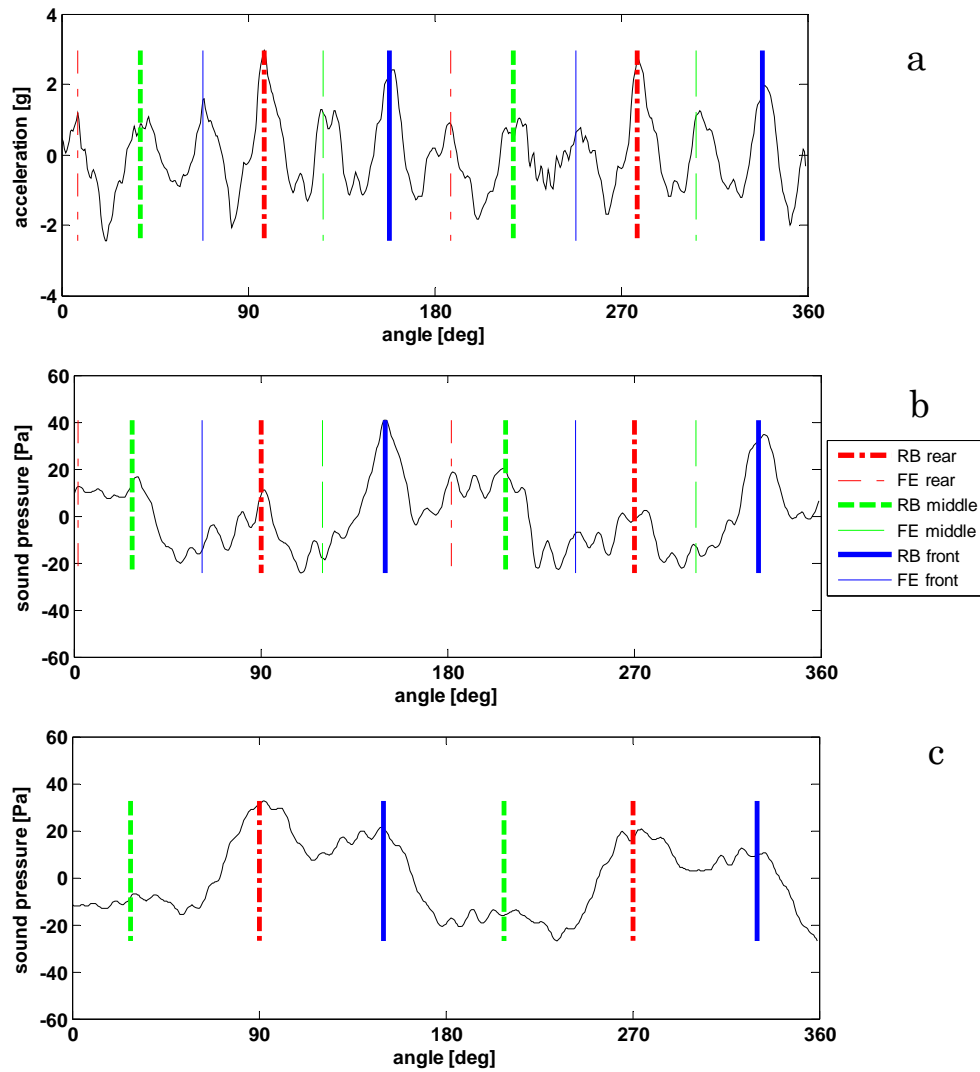 a
acceleration [g]
4
2
0
-2
-4
0 90 180 270 360
angle [deg]
b
sound pressure [Pa]
60
40
20
0
-20
-40
-60
0 90 180 270 360
angle [deg]
RB rear
FE rear
RB middle
FE middle
RB front
FE front
c
sound pressure [Pa]
60
40
20
0
-20
-40
-60
0 90 180 270 360
angle [deg]